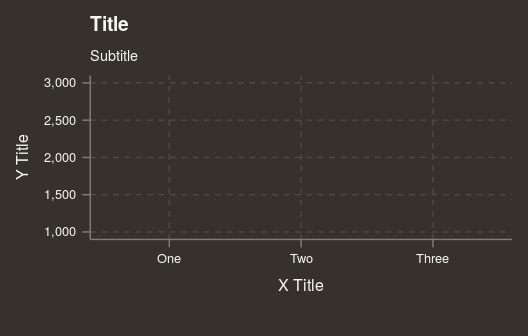 Title
Subtitle
Y Title
3,000
2,500
2,000
1,500
1,000
One Two Three
X Title